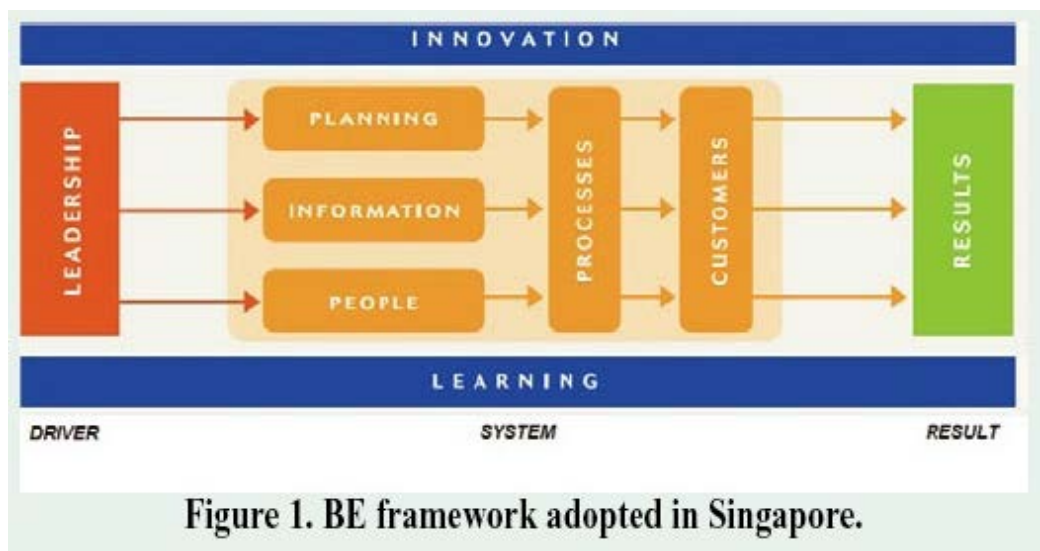 INNOVATION
LEADERSHIP
PLANNING
INFORMATION
PEOPLE
PROCESSES
CUSTOMERS
RESULTS
LEARNING
DRIVER
SYSTEM
RESULT
Figure 1. BE framework adopted in Singapore.